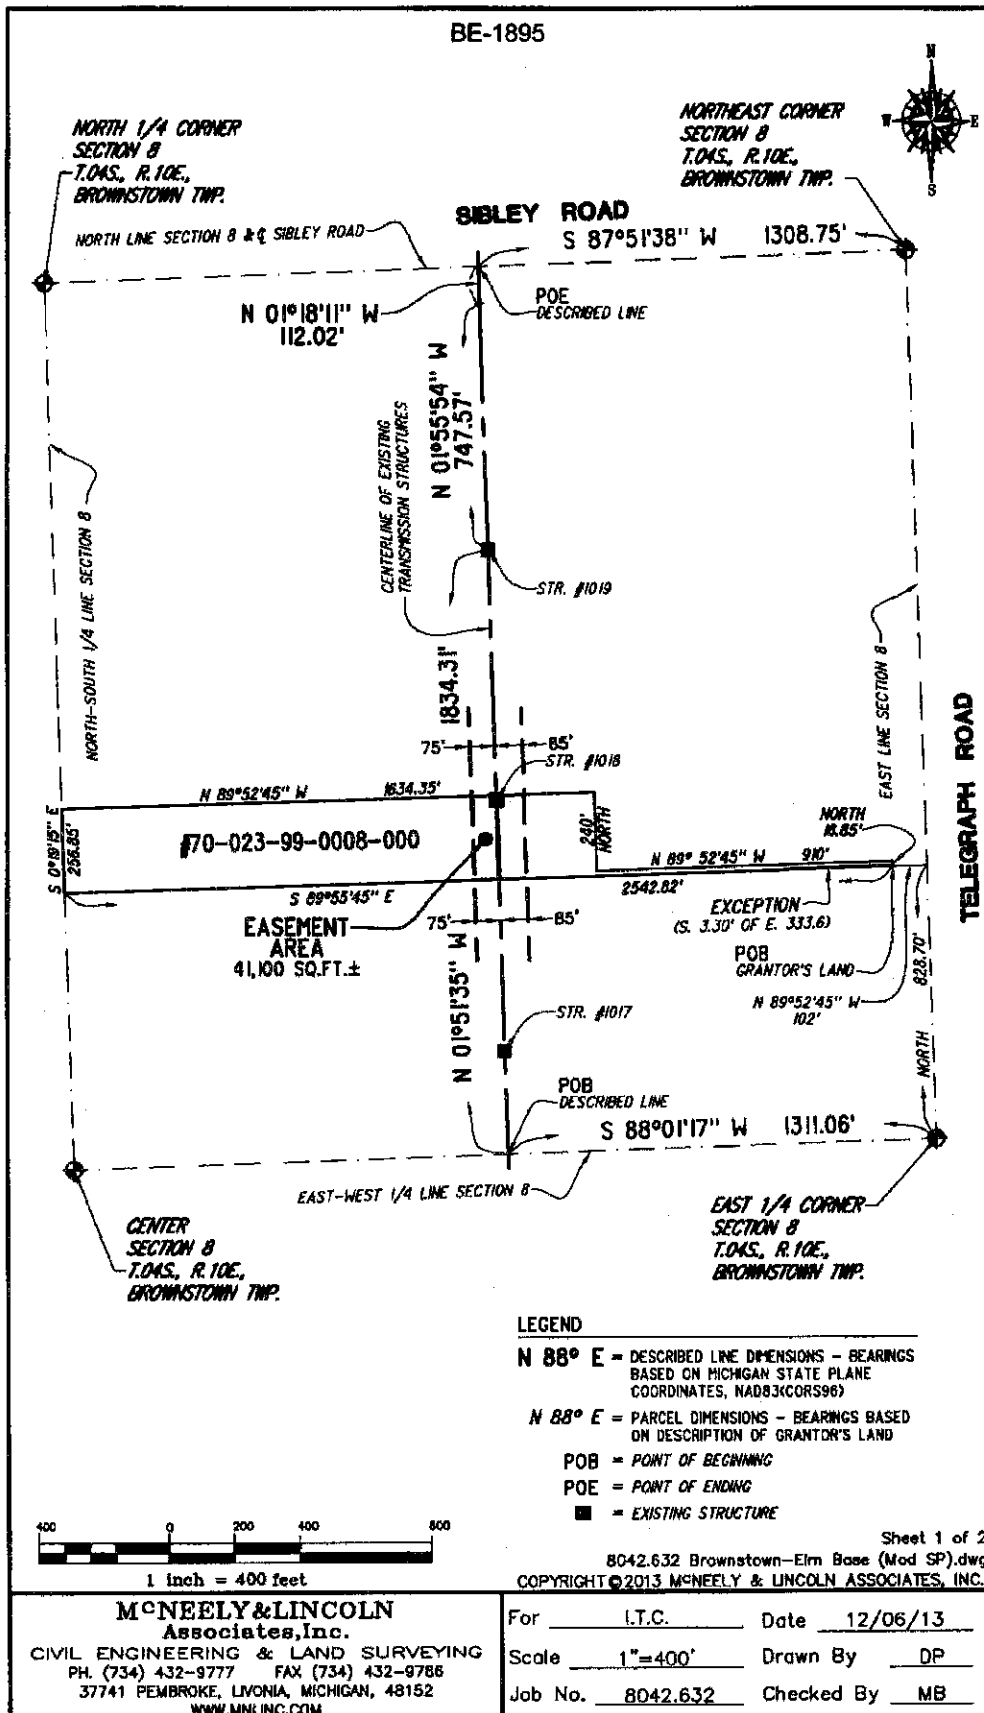 BE-1895
N
W E
S
NORTH 1/4 CORNER
SECTION 8
T.04S., R.10E.,
BROWNSTOWN TWP.
NORTHEAST CORNER
SECTION 8
T.04S., R.10E.,
BROWNSTOWN TWP.
SIBLEY ROAD
NORTH LINE SECTION 8 & ℄ SIBLEY ROAD
S 87°51'38" W 1308.75'
POE
DESCRIBED LINE
N 01°18'11" W
112.02'
N 01°55'54" W
747.57'
CENTERLINE OF EXISTING
TRANSMISSION STRUCTURES
NORTH-SOUTH 1/4 LINE SECTION 8
STR. #1019
EAST LINE SECTION 8
TELEGRAPH ROAD
1834.31"
75' 85'
STR. #1018
N 89°52'45" W 1634.35'
S 0°19'15" E
256.85'
#70-023-99-0008-000
240'
NORTH
NORTH
18.85'
N 89° 52'45" W 910'
2542.82'
S 89°55'45" E
EXCEPTION
(S. 3.30' OF E. 333.6)
EASEMENT
AREA
41,100 SQ.FT.±
75' 85'
POB
GRANTOR'S LAND
828.70'
N 89°52'45" W
102'
N 01°51'35" W
STR. #1017
NORTH
POB
DESCRIBED LINE
S 88°01'17" W 1311.06'
EAST-WEST 1/4 LINE SECTION 8
CENTER
SECTION 8
T.04S., R.10E.,
BROWNSTOWN TWP.
EAST 1/4 CORNER
SECTION 8
T.04S., R.10E.,
BROWNSTOWN TWP.
LEGEND
N 88° E = DESCRIBED LINE DIMENSIONS - BEARINGS
BASED ON MICHIGAN STATE PLANE
COORDINATES, NAD83(CORS96)
N 88° E = PARCEL DIMENSIONS - BEARINGS BASED
ON DESCRIPTION OF GRANTOR'S LAND
POB = POINT OF BEGINNING
POE = POINT OF ENDING
■ = EXISTING STRUCTURE
400 0 200 400 800
1 inch = 400 feet
Sheet 1 of 2
8042.632 Brownstown-Elm Base (Mod SP).dwg
COPYRIGHT © 2013 McNEELY & LINCOLN ASSOCIATES, INC.
McNEELY&LINCOLN
Associates,Inc.
CIVIL ENGINEERING & LAND SURVEYING
PH. (734) 432-9777 FAX (734) 432-9786
37741 PEMBROKE, LIVONIA, MICHIGAN, 48152
WWW.MNLINC.COM
For I.T.C. Date 12/06/13
Scale 1"=400' Drawn By DP
Job No. 8042.632 Checked By MB